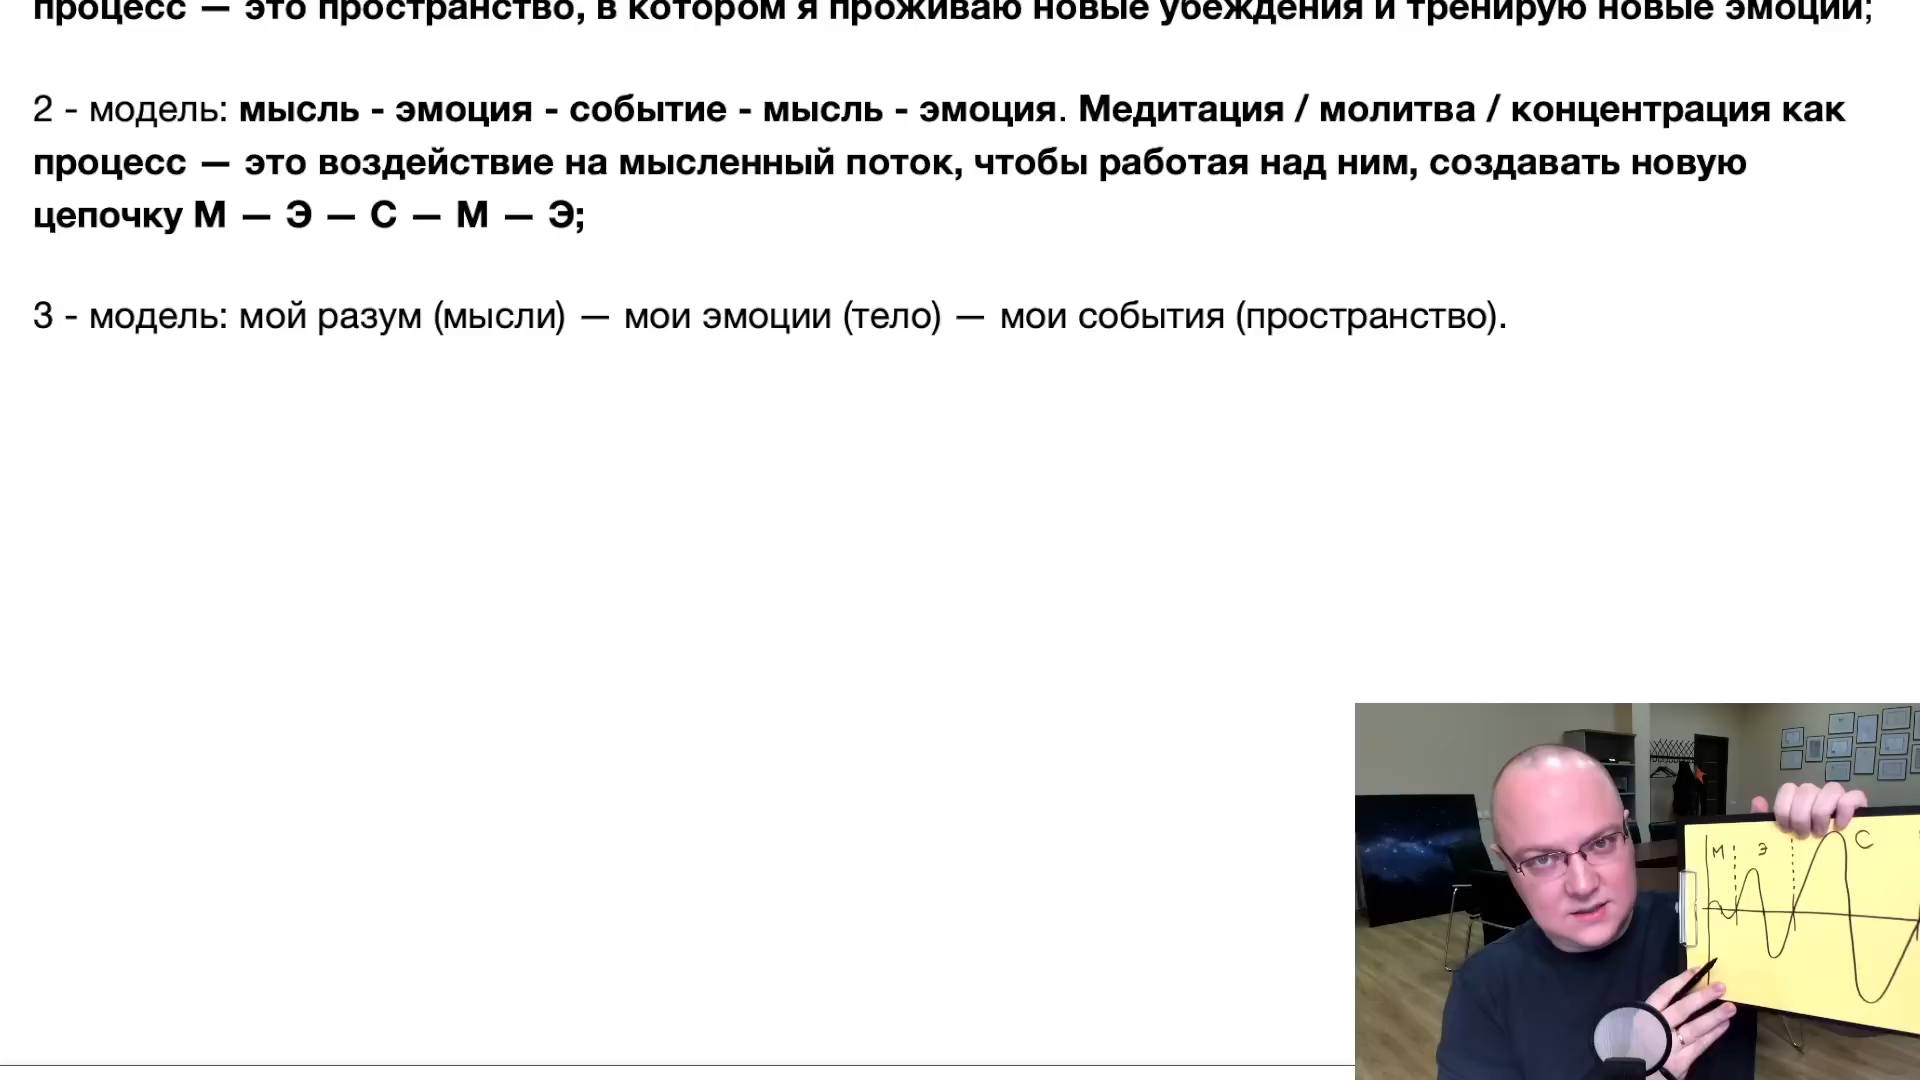 процесс — это пространство, в котором я проживаю новые убеждения и тренирую новые эмоции;
2 - модель: мысль - эмоция - событие - мысль - эмоция. Медитация / молитва / концентрация как
процесс — это воздействие на мысленный поток, чтобы работая над ним, создавать новую
цепочку М — Э — С — М — Э;
3 - модель: мой разум (мысли) — мои эмоции (тело) — мои события (пространство).
М Э С